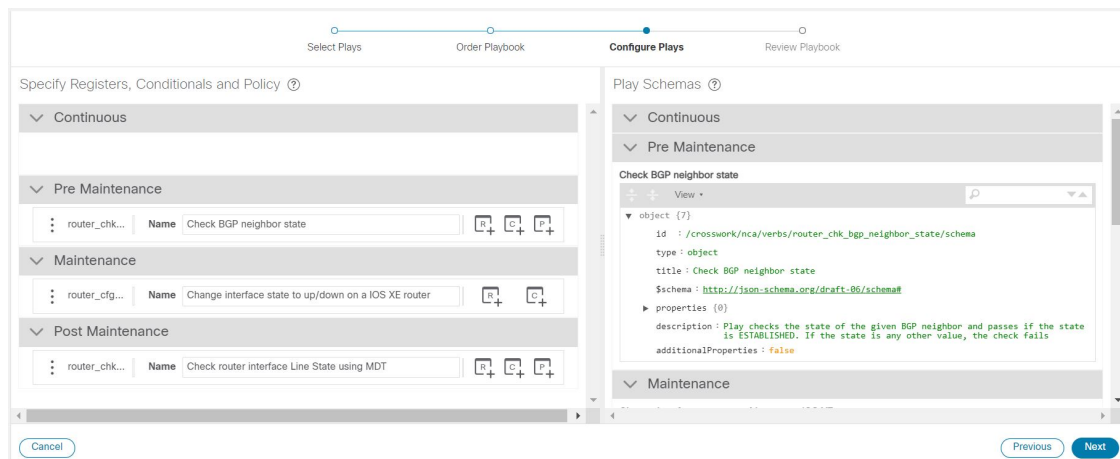 Select Plays
Order Playbook
Configure Plays
Review Playbook
Specify Registers, Conditionals and Policy ?
Continuous
Pre Maintenance
router_chk... Name Check BGP neighbor state R C P
Maintenance
router_cfg... Name Change interface state to up/down on a IOS XE router R C
Post Maintenance
router_chk... Name Check router interface Line State using MDT R C P
Play Schemas ?
Continuous
Pre Maintenance
Check BGP neighbor state
View
object {7}
id : /crosswork/nca/verbs/router_chk_bgp_neighbor_state/schema
type : object
title : Check BGP neighbor state
$schema : http://json-schema.org/draft-06/schema#
properties {0}
description : Play checks the state of the given BGP neighbor and passes if the state
is ESTABLISHED. If the state is any other value, the check fails
additionalProperties : false
Maintenance
Cancel
Previous
Next